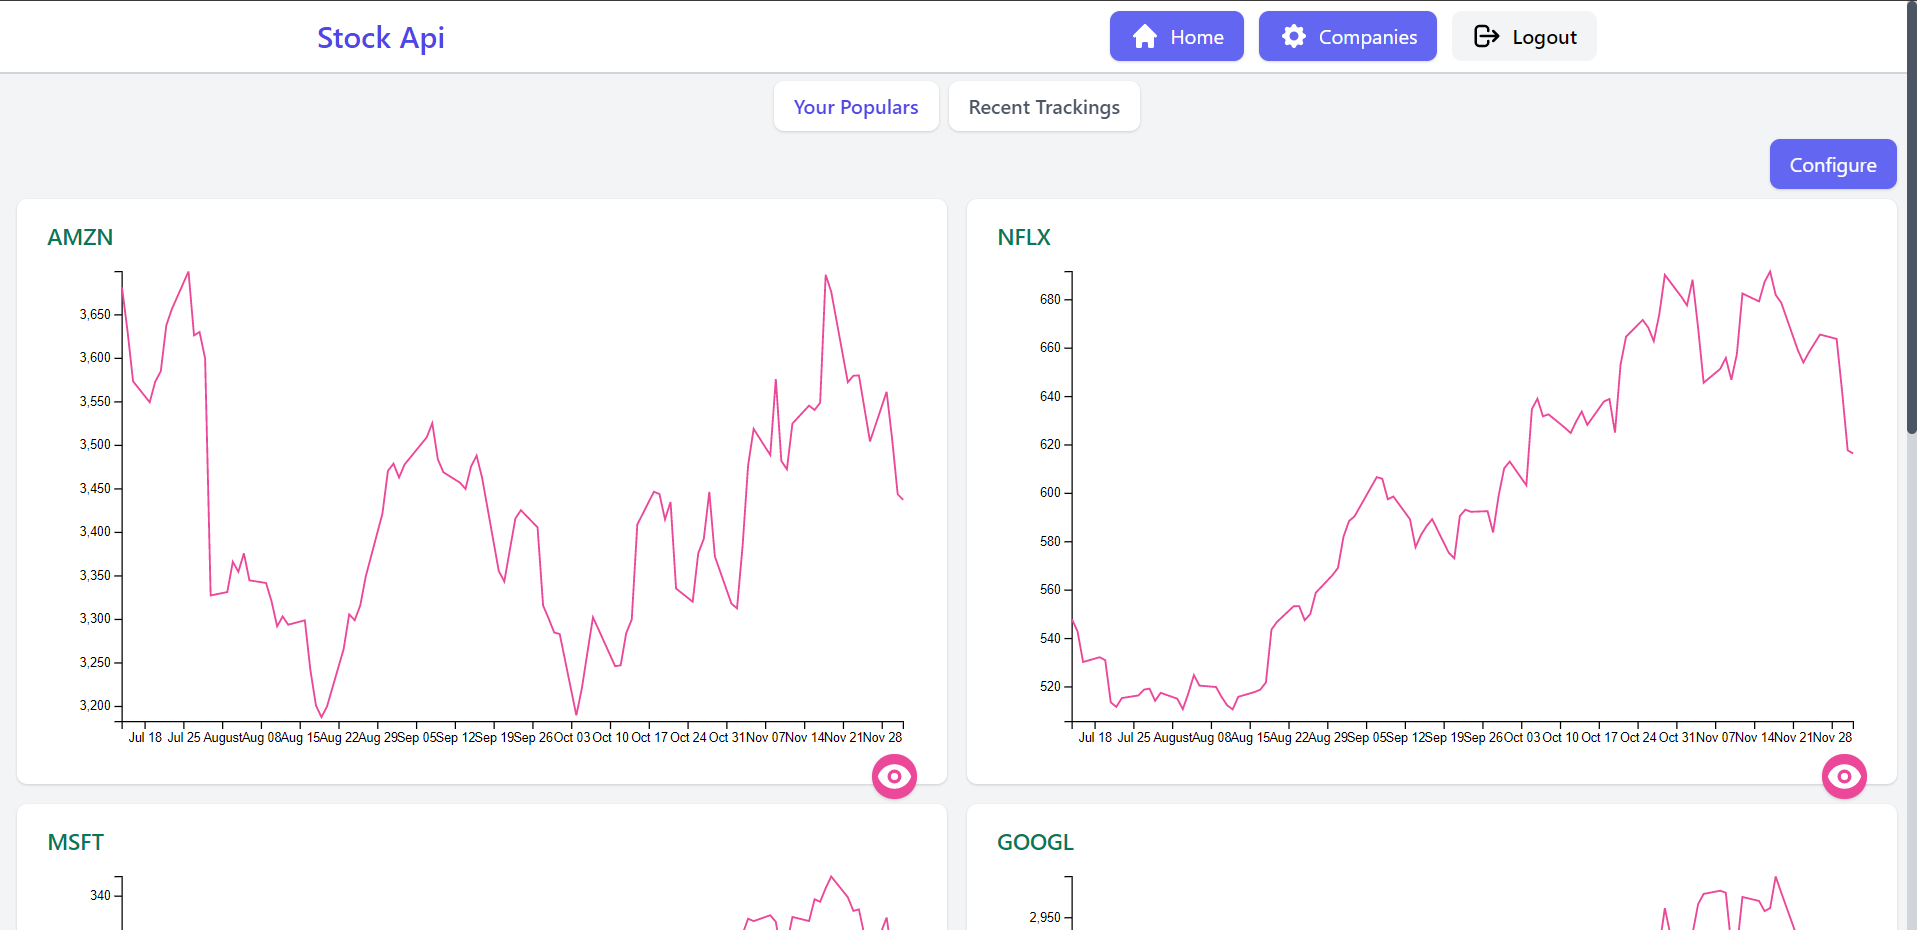 Stock Api
Home
Companies
Logout
Your Populars
Recent Trackings
Configure
AMZN
3,650
3,600
3,550
3,500
3,450
3,400
3,350
3,300
3,250
3,200
Jul 18 Jul 25 August Aug 08 Aug 15 Aug 22 Aug 29 Sep 05 Sep 12 Sep 19 Sep 26 Oct 03 Oct 10 Oct 17 Oct 24 Oct 31 Nov 07 Nov 14 Nov 21 Nov 28
NFLX
680
660
640
620
600
580
560
540
520
Jul 18 Jul 25 August Aug 08 Aug 15 Aug 22 Aug 29 Sep 05 Sep 12 Sep 19 Sep 26 Oct 03 Oct 10 Oct 17 Oct 24 Oct 31 Nov 07 Nov 14 Nov 21 Nov 28
MSFT
340
GOOGL
2,950